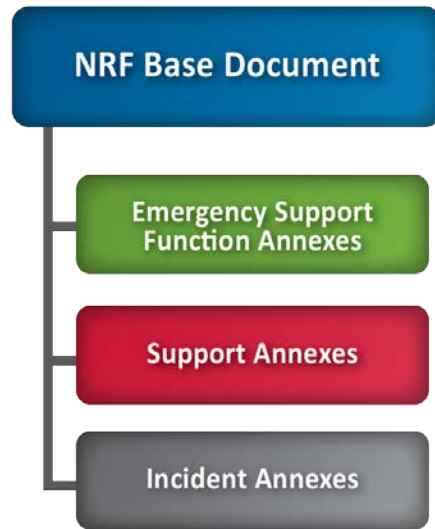 NRF Base Document
Emergency Support
Function Annexes
Support Annexes
Incident Annexes